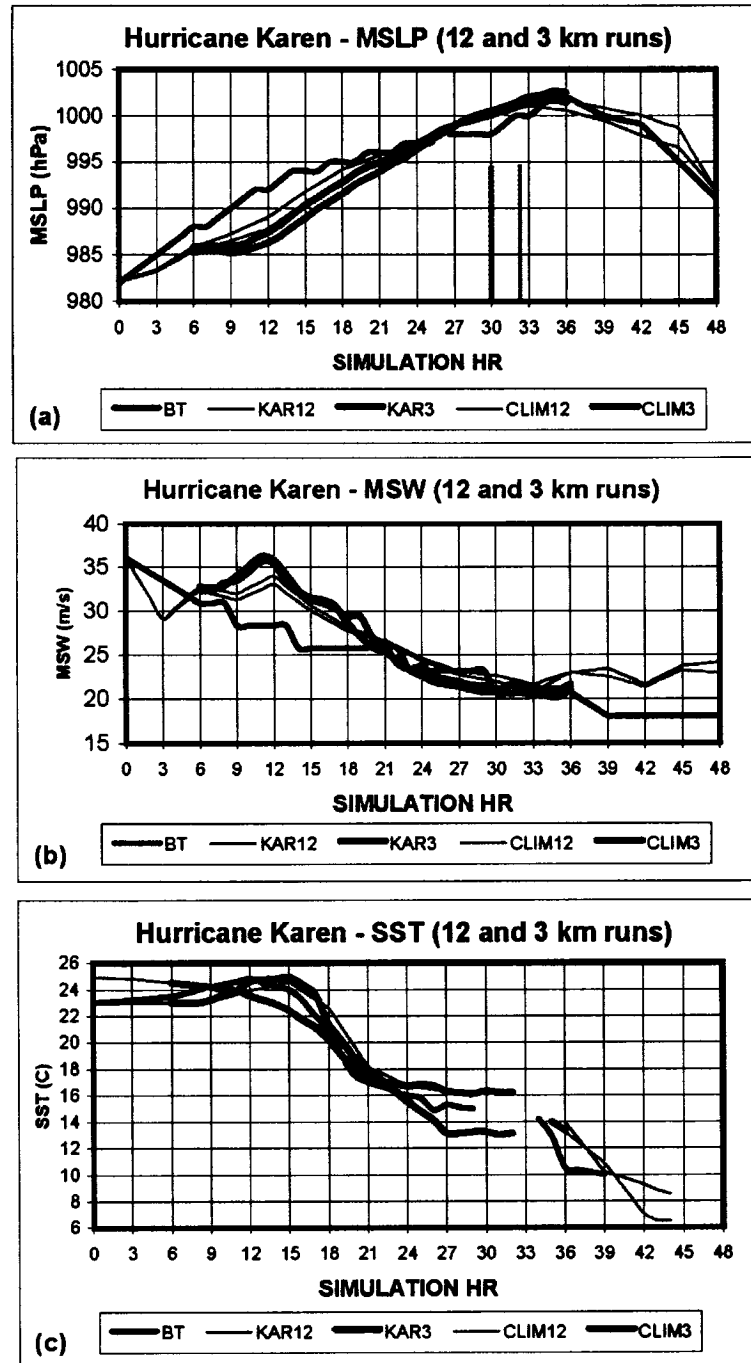 Hurricane Karen - MSLP (12 and 3 km runs)
1005
1000
995
990
985
980
MSLP (hPa)
0 3 6 9 12 15 18 21 24 27 30 33 36 39 42 45 48
SIMULATION HR
BT KAR12 KAR3 CLIM12 CLIM3
(a)
Hurricane Karen - MSW (12 and 3 km runs)
40
35
30
25
20
15
MSW (m/s)
0 3 6 9 12 15 18 21 24 27 30 33 36 39 42 45 48
SIMULATION HR
BT KAR12 KAR3 CLIM12 CLIM3
(b)
Hurricane Karen - SST (12 and 3 km runs)
26
24
22
20
18
16
14
12
10
8
6
SST (C)
0 3 6 9 12 15 18 21 24 27 30 33 36 39 42 45 48
SIMULATION HR
BT KAR12 KAR3 CLIM12 CLIM3
(c)